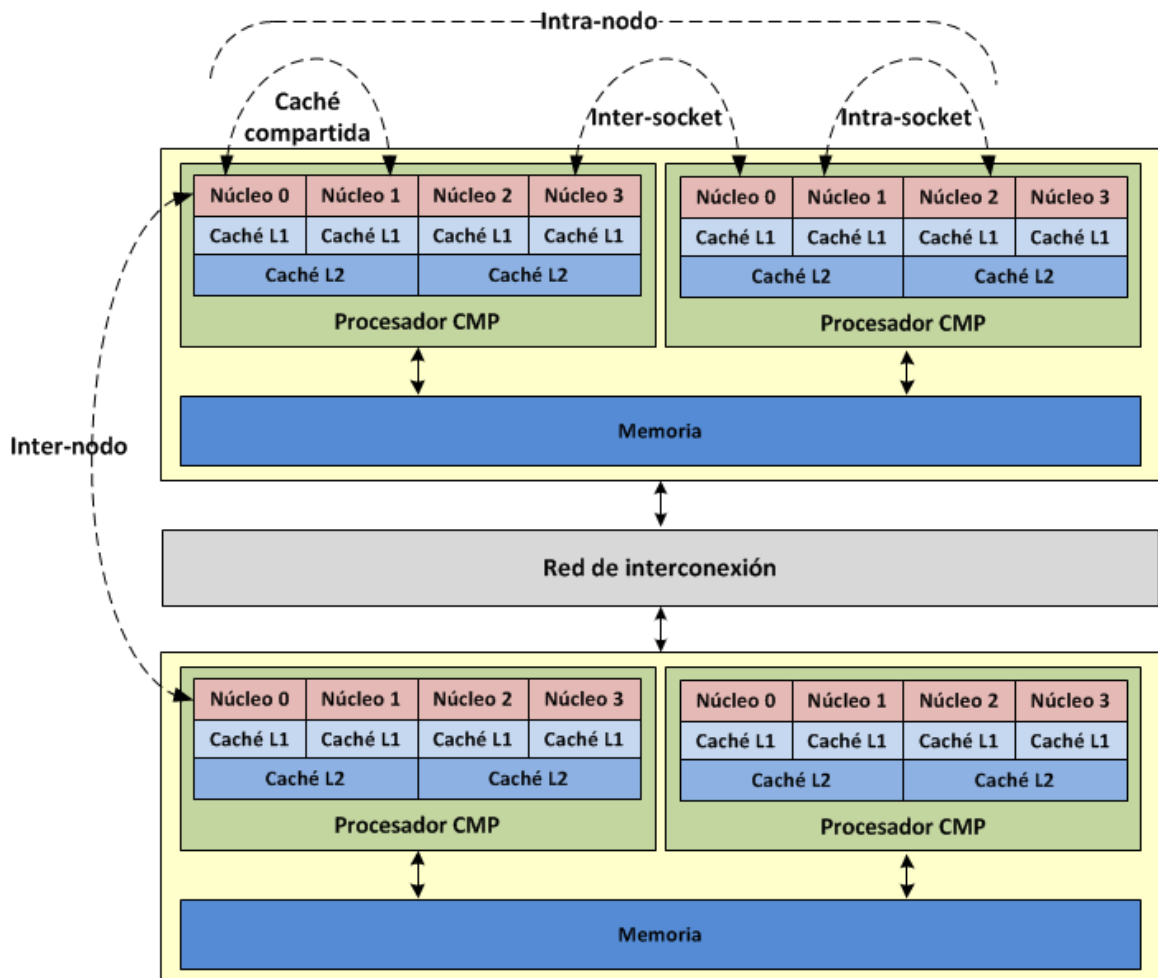 Intra-nodo
Caché
compartida
Inter-socket
Intra-socket
Núcleo 0 Núcleo 1 Núcleo 2 Núcleo 3
Caché L1 Caché L1 Caché L1 Caché L1
Caché L2 Caché L2
Procesador CMP
Núcleo 0 Núcleo 1 Núcleo 2 Núcleo 3
Caché L1 Caché L1 Caché L1 Caché L1
Caché L2 Caché L2
Procesador CMP
Memoria
Inter-nodo
Red de interconexión
Núcleo 0 Núcleo 1 Núcleo 2 Núcleo 3
Caché L1 Caché L1 Caché L1 Caché L1
Caché L2 Caché L2
Procesador CMP
Núcleo 0 Núcleo 1 Núcleo 2 Núcleo 3
Caché L1 Caché L1 Caché L1 Caché L1
Caché L2 Caché L2
Procesador CMP
Memoria